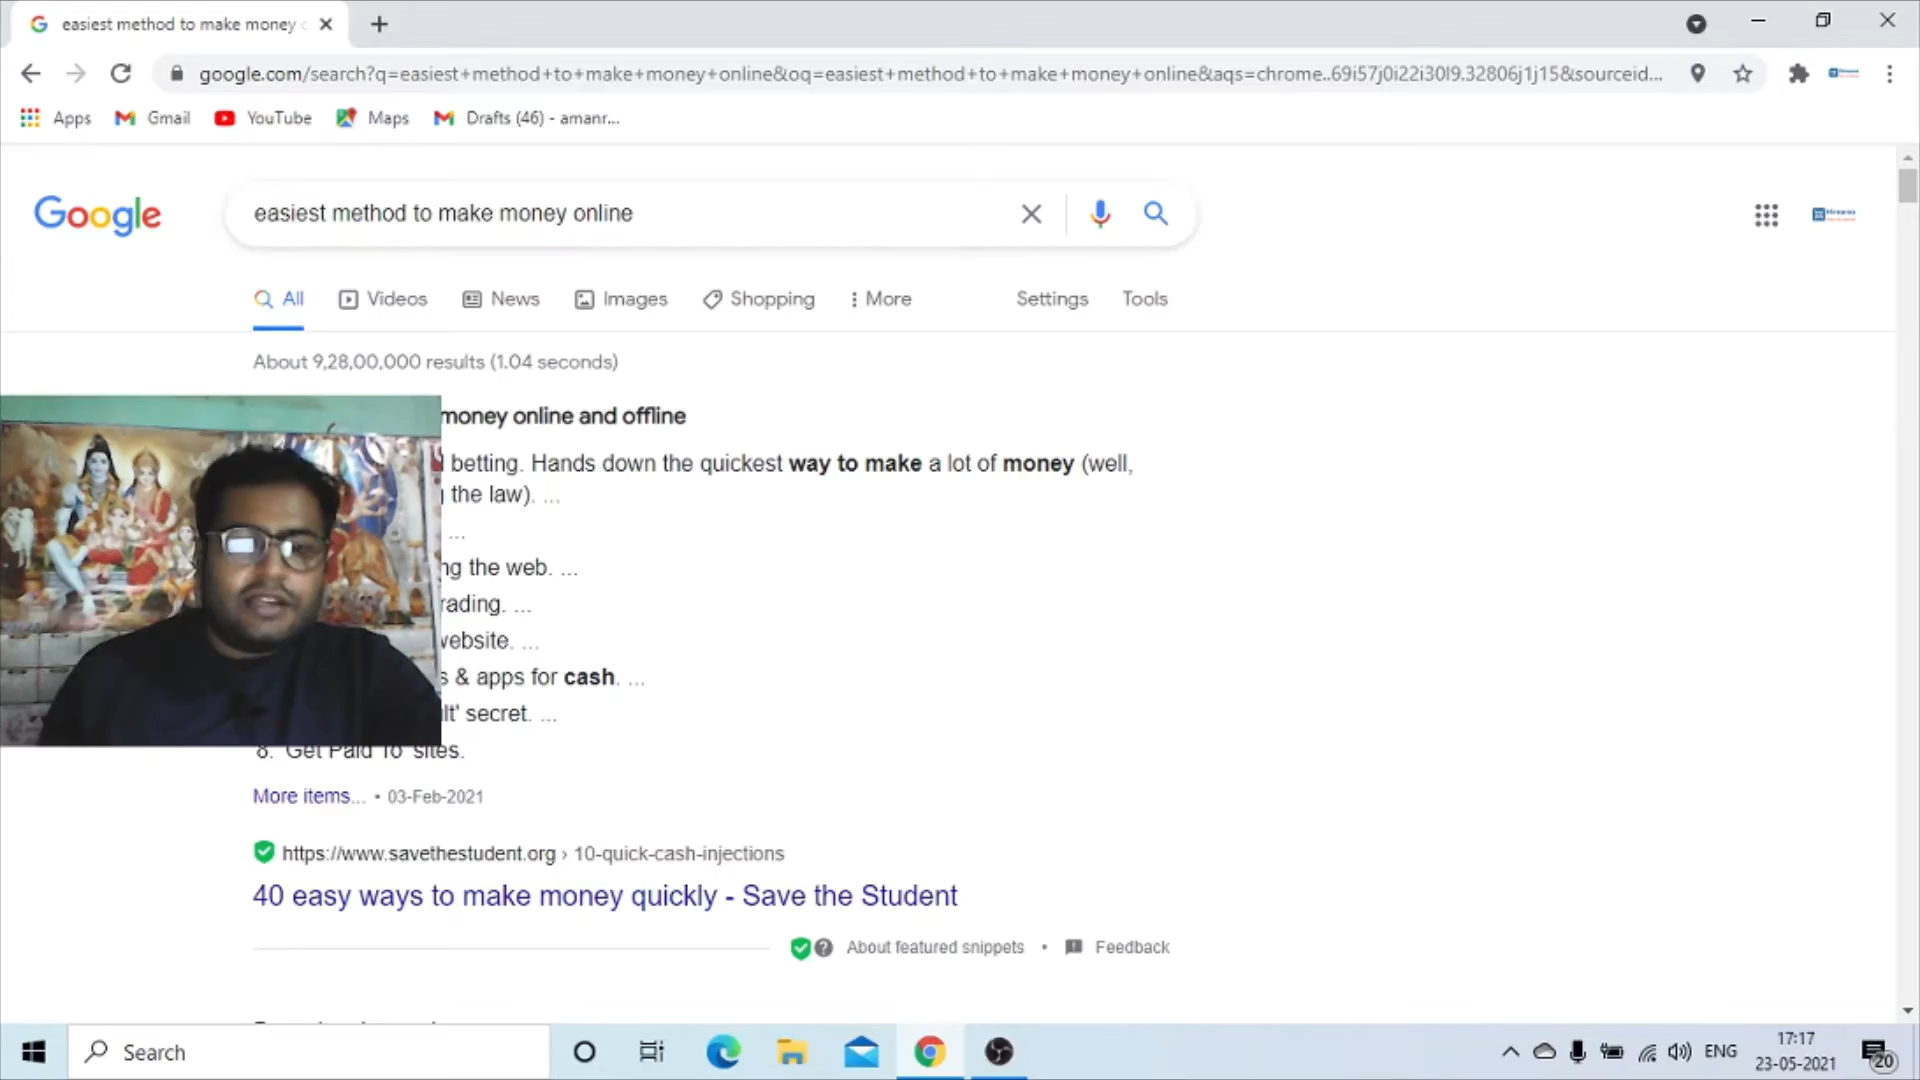 easiest method to make money
google.com/search?q=easiest+method+to+make+money+online&oq=easiest+method+to+make+money+online&aqs=chrome..69i57j0i22i30l9.32806j1j15&sourceid...
Apps Gmail YouTube Maps Drafts (46) - amanr...
Google easiest method to make money online
All Videos News Images Shopping More Settings Tools
About 9,28,00,000 results (1.04 seconds)
money online and offline
betting. Hands down the quickest way to make a lot of money (well,
the law). ...
...
the web. ...
...
...
& apps for cash. ...
secret. ...
8. 'Get Paid To' sites.
More items... • 03-Feb-2021
https://www.savethestudent.org › 10-quick-cash-injections
40 easy ways to make money quickly - Save the Student
About featured snippets • Feedback
Search
ENG
17:17
23-05-2021
20